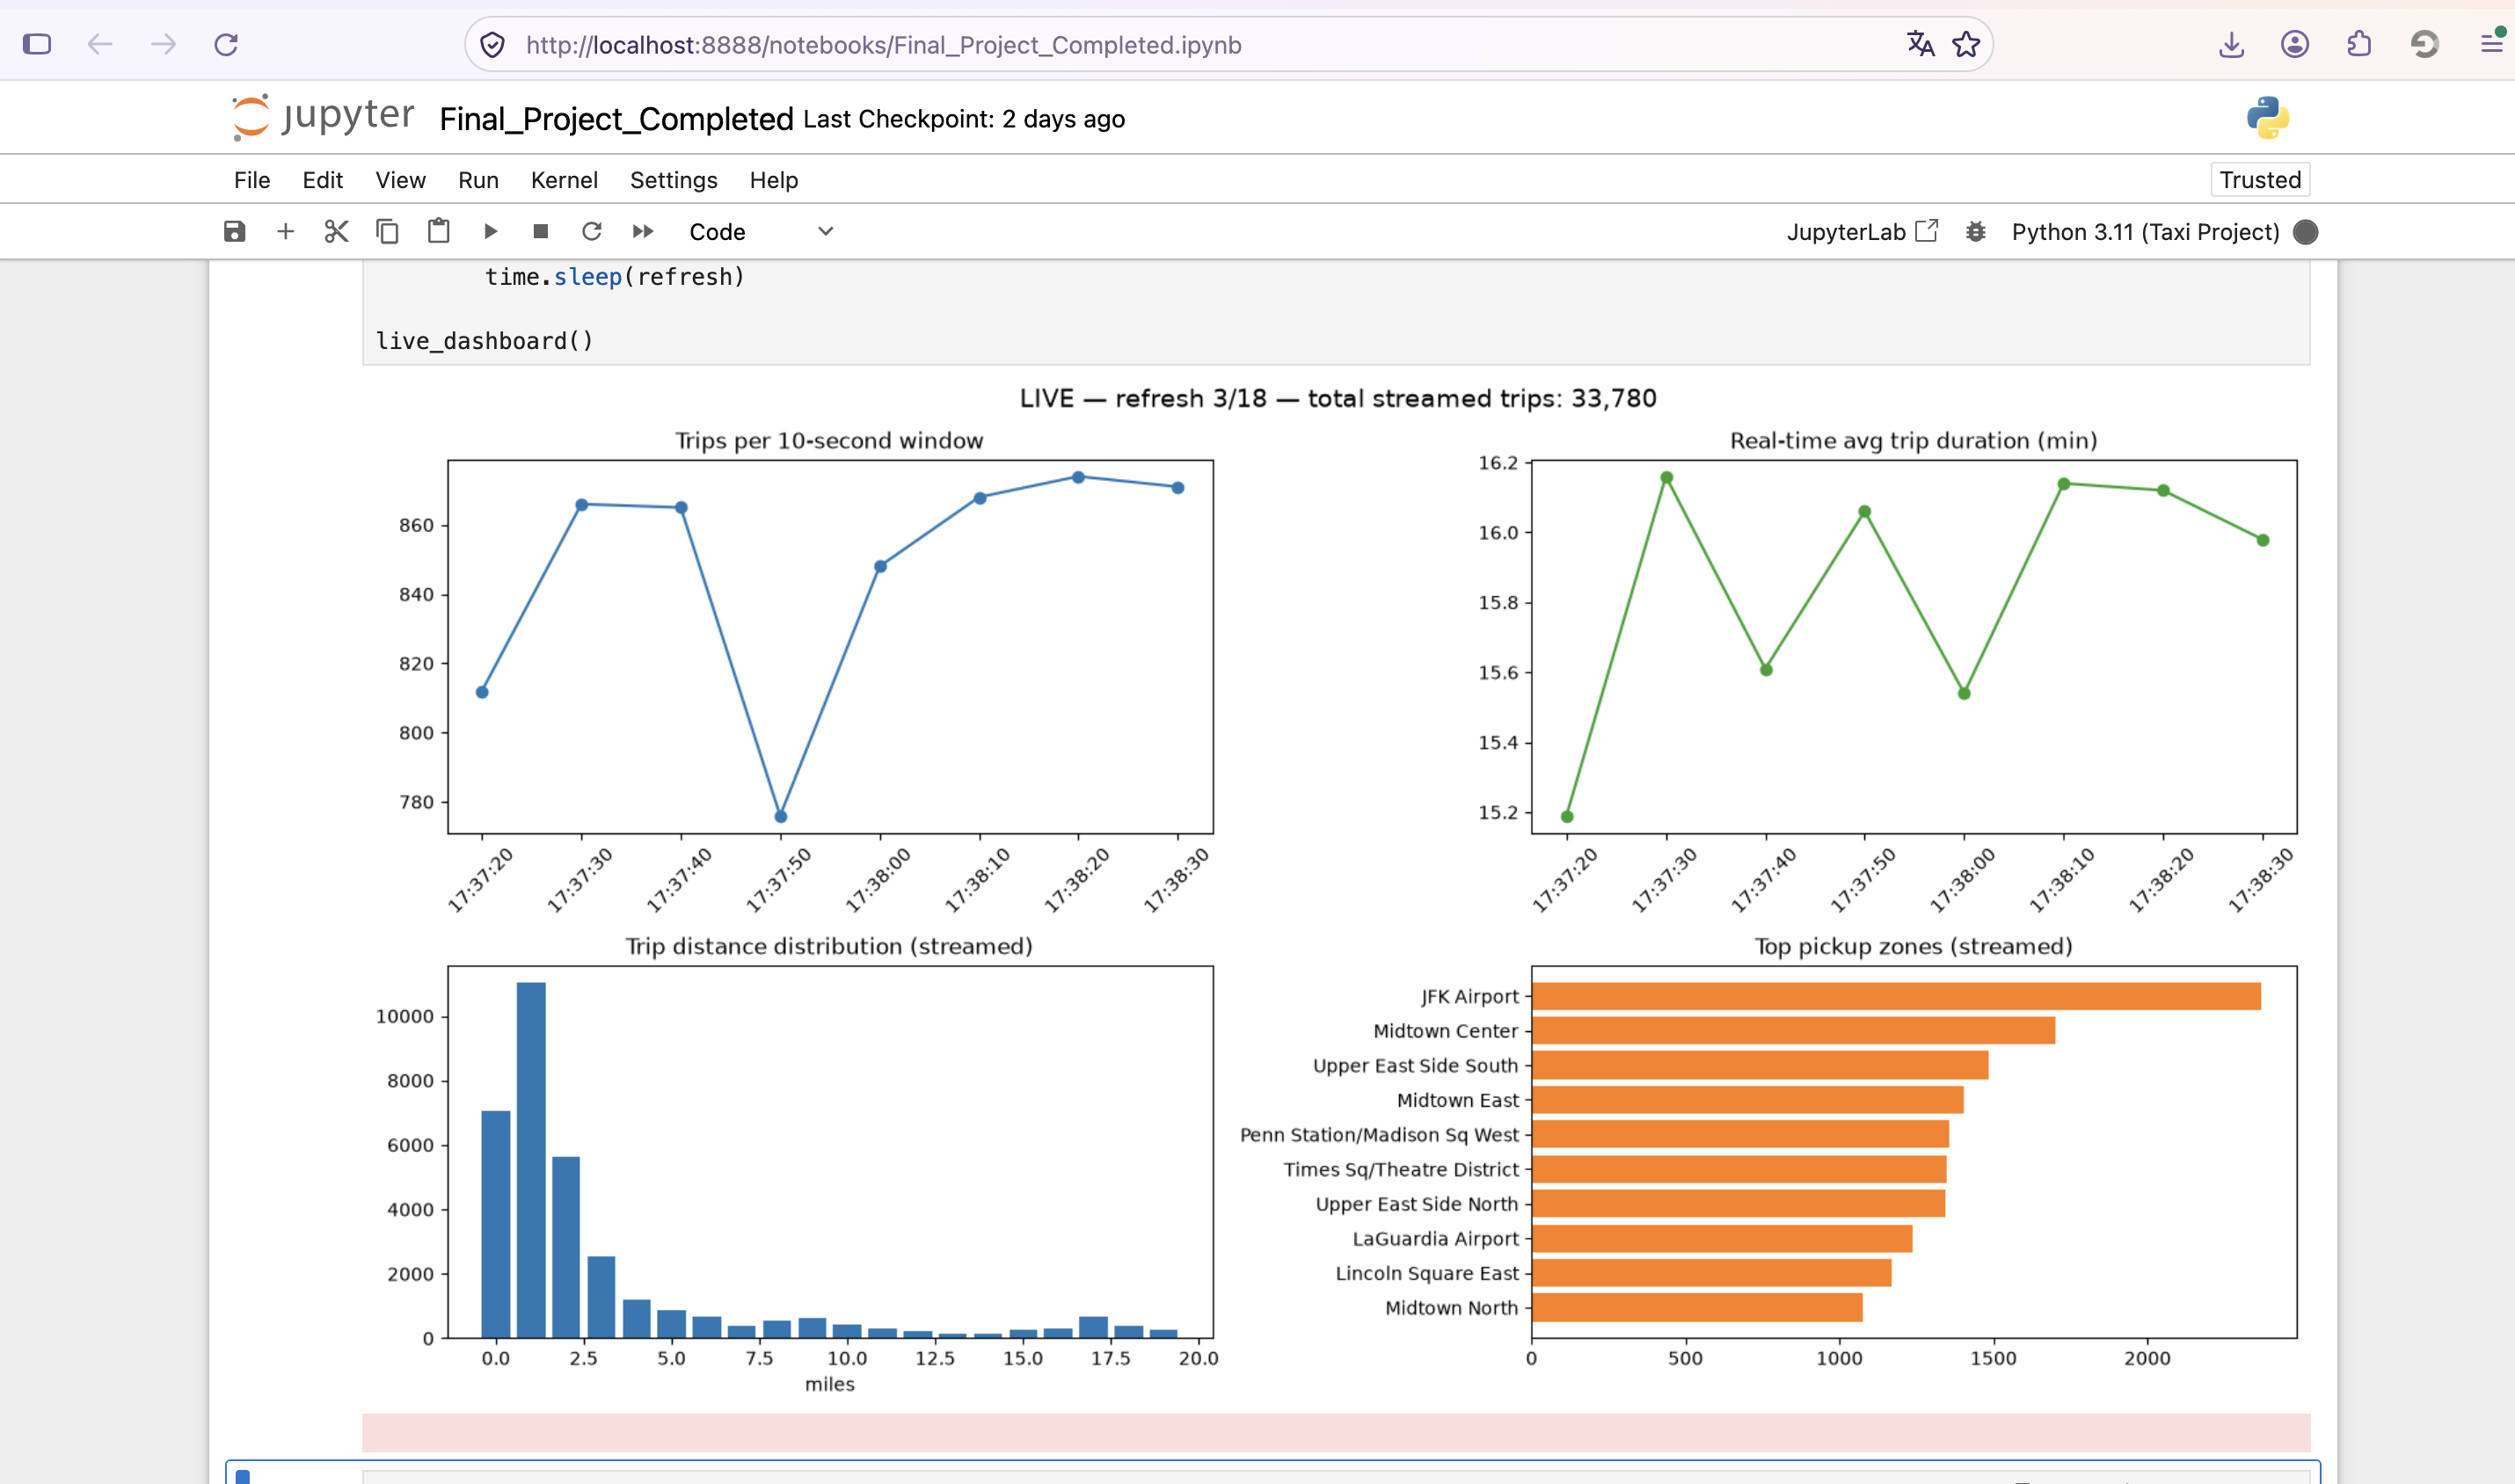 http://localhost:8888/notebooks/Final_Project_Completed.ipynb
jupyter Final_Project_Completed Last Checkpoint: 2 days ago
File Edit View Run Kernel Settings Help Trusted
Code JupyterLab Python 3.11 (Taxi Project)
time.sleep(refresh)
live_dashboard()
LIVE — refresh 3/18 — total streamed trips: 33,780
Trips per 10-second window
860
840
820
800
780
17:37:20 17:37:30 17:37:40 17:37:50 17:38:00 17:38:10 17:38:20 17:38:30
Real-time avg trip duration (min)
16.2
16.0
15.8
15.6
15.4
15.2
17:37:20 17:37:30 17:37:40 17:37:50 17:38:00 17:38:10 17:38:20 17:38:30
Trip distance distribution (streamed)
10000
8000
6000
4000
2000
0
0.0 2.5 5.0 7.5 10.0 12.5 15.0 17.5 20.0
miles
Top pickup zones (streamed)
JFK Airport
Midtown Center
Upper East Side South
Midtown East
Penn Station/Madison Sq West
Times Sq/Theatre District
Upper East Side North
LaGuardia Airport
Lincoln Square East
Midtown North
0 500 1000 1500 2000